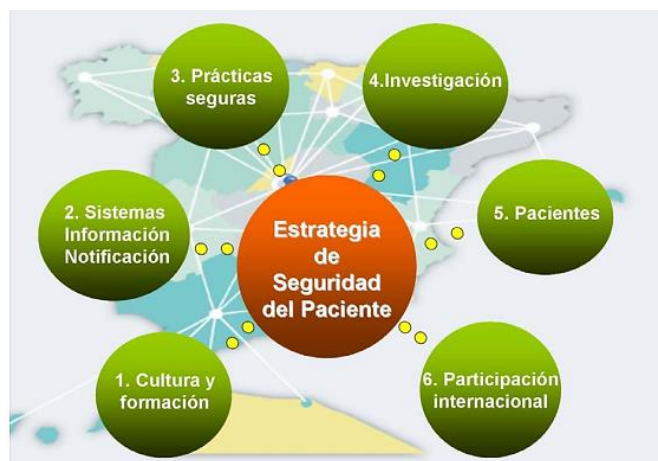 3. Prácticas
seguras
4.Investigación
2. Sistemas
Información
Notificación
Estrategia
de
Seguridad
del Paciente
5. Pacientes
1. Cultura y
formación
6. Participación
internacional